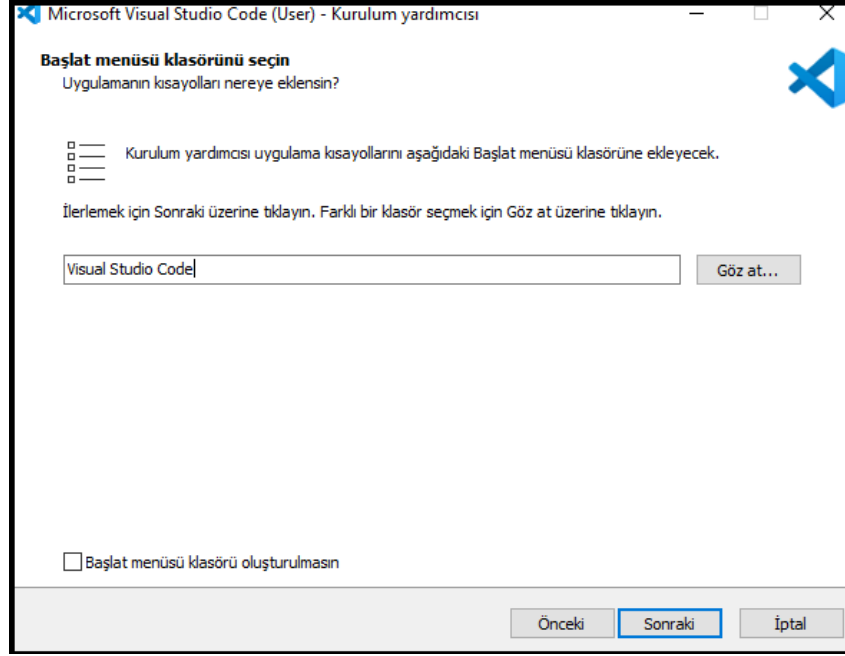 Microsoft Visual Studio Code (User) - Kurulum yardımcısı
Başlat menüsü klasörünü seçin
Uygulamanın kısayolları nereye eklensin?
Kurulum yardımcısı uygulama kısayollarını aşağıdaki Başlat menüsü klasörüne ekleyecek.
İlerlemek için Sonraki üzerine tıklayın. Farklı bir klasör seçmek için Göz at üzerine tıklayın.
Visual Studio Code
Göz at...
Başlat menüsü klasörü oluşturulmasın
Önceki Sonraki İptal